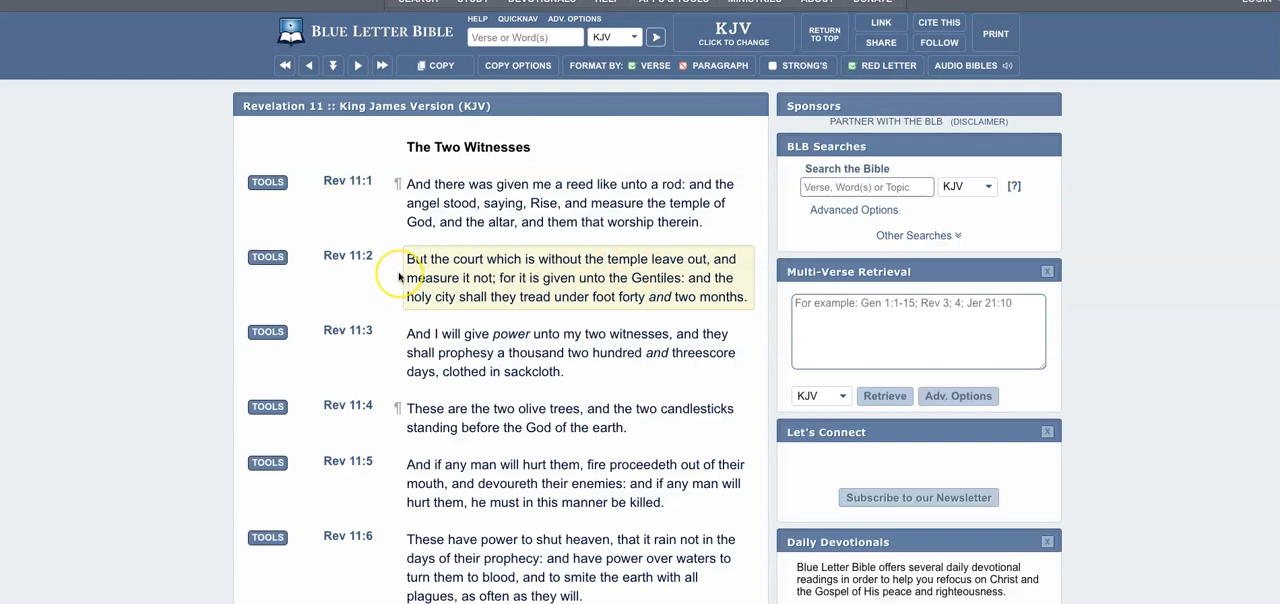 SEARCH STUDY DEVOTIONALS HELP APPS & TOOLS MINISTRIES ABOUT DONATE LOGIN
HELP QUICKNAV ADV. OPTIONS
BLUE LETTER BIBLE
Verse or Word(s)
KJV
KJV
CLICK TO CHANGE
RETURN
TO TOP
LINK
CITE THIS
SHARE
FOLLOW
PRINT
COPY
COPY OPTIONS
FORMAT BY: VERSE PARAGRAPH
STRONG'S
RED LETTER
AUDIO BIBLES
Revelation 11 :: King James Version (KJV)
The Two Witnesses
TOOLS
Rev 11:1
¶ And there was given me a reed like unto a rod: and the
angel stood, saying, Rise, and measure the temple of
God, and the altar, and them that worship therein.
TOOLS
Rev 11:2
But the court which is without the temple leave out, and
measure it not; for it is given unto the Gentiles: and the
holy city shall they tread under foot forty and two months.
TOOLS
Rev 11:3
And I will give power unto my two witnesses, and they
shall prophesy a thousand two hundred and threescore
days, clothed in sackcloth.
TOOLS
Rev 11:4
¶ These are the two olive trees, and the two candlesticks
standing before the God of the earth.
TOOLS
Rev 11:5
And if any man will hurt them, fire proceedeth out of their
mouth, and devoureth their enemies: and if any man will
hurt them, he must in this manner be killed.
TOOLS
Rev 11:6
These have power to shut heaven, that it rain not in the
days of their prophecy: and have power over waters to
turn them to blood, and to smite the earth with all
plagues, as often as they will.
Sponsors
PARTNER WITH THE BLB (DISCLAIMER)
BLB Searches
Search the Bible
Verse, Word(s) or Topic
KJV
[?]
Advanced Options
Other Searches
Multi-Verse Retrieval
X
For example: Gen 1:1-15; Rev 3; 4; Jer 21:10
KJV
Retrieve
Adv. Options
Let's Connect
X
Subscribe to our Newsletter
Daily Devotionals
X
Blue Letter Bible offers several daily devotional
readings in order to help you refocus on Christ and
the Gospel of His peace and righteousness.